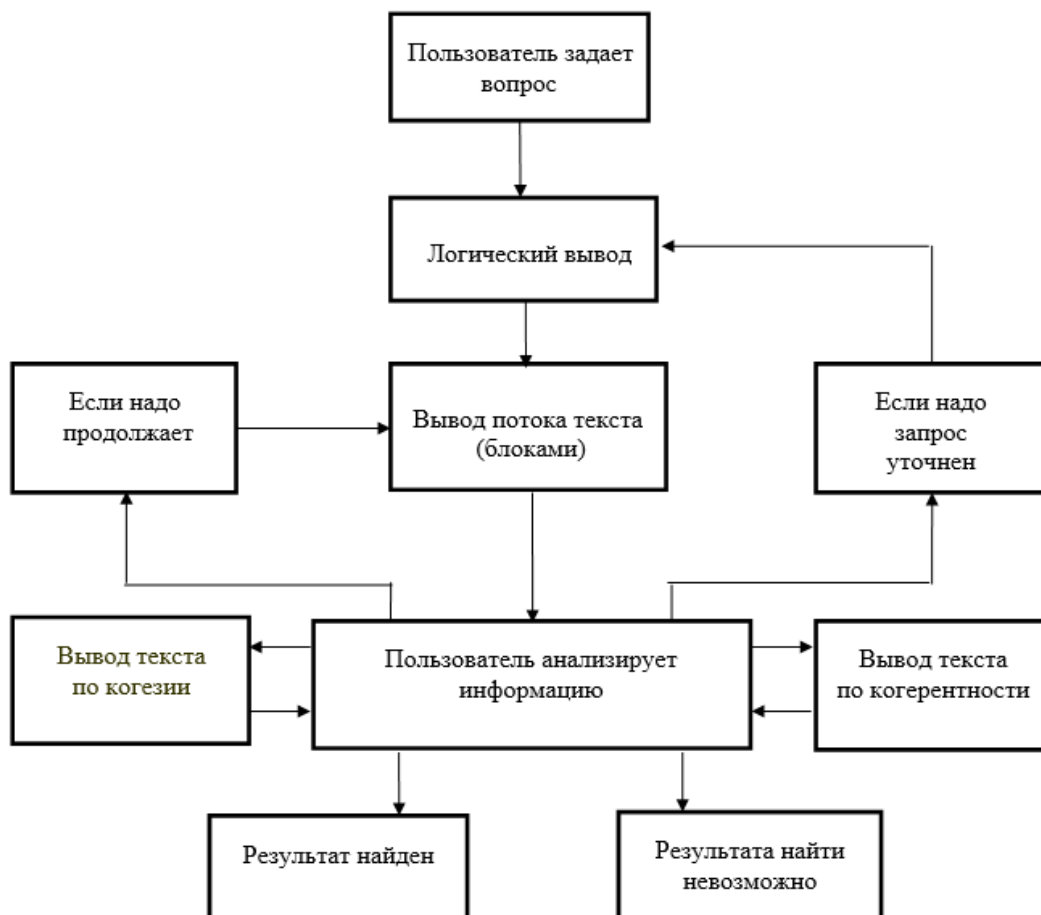 Пользователь задает
вопрос
Логический вывод
Если надо
продолжает
Вывод потока текста
(блоками)
Если надо
запрос
уточнен
Вывод текста
по когезии
Пользователь анализирует
информацию
Вывод текста
по когерентности
Результат найден
Результата найти
невозможно